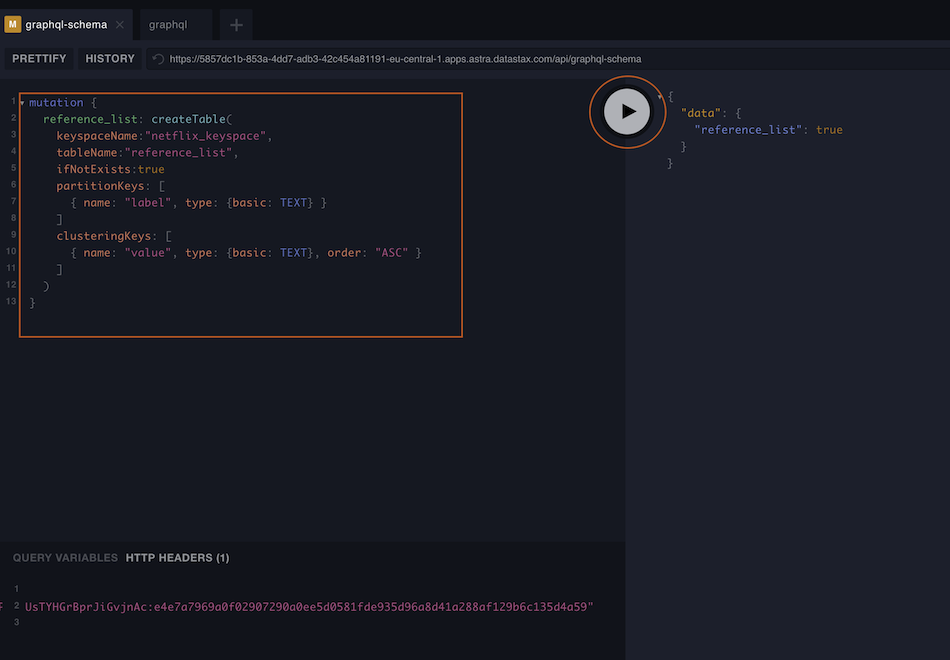 M graphql-schema × graphql +
PRETTIFY HISTORY https://5857dc1b-853a-4dd7-adb3-42c454a81191-eu-central-1.apps.astra.datastax.com/api/graphql-schema
1 mutation {
2 reference_list: createTable(
3 keyspaceName:"netflix_keyspace",
4 tableName:"reference_list",
5 ifNotExists:true
6 partitionKeys: [
7 { name: "label", type: {basic: TEXT} }
8 ]
9 clusteringKeys: [
10 { name: "value", type: {basic: TEXT}, order: "ASC" }
11 ]
12 )
13 }
{
"data": {
"reference_list": true
}
}
QUERY VARIABLES HTTP HEADERS (1)
1
2 UsTYHGrBprJiGvjnAc:e4e7a7969a0f02907290a0ee5d0581fde935d96a8d41a288af129b6c135d4a59"
3